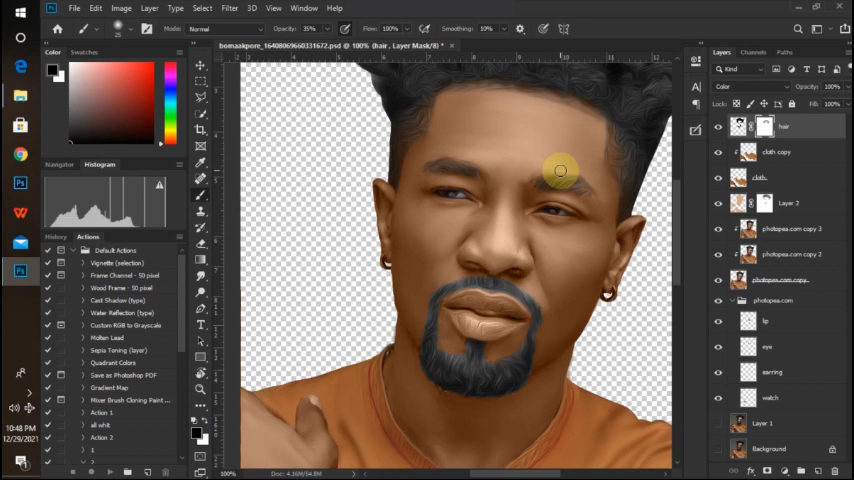 File Edit Image Layer Type Select Filter 3D View Window Help
25 Mode: Normal Opacity: 35% Flow: 100% Smoothing: 10%
bomaakpore_16408069660331672.psd @ 100% (hair , Layer Mask/8) *
Color Swatches
Navigator Histogram
History Actions
Default Actions
Vignette (selection)
Frame Channel - 50 pixel
Wood Frame - 50 pixel
Cast Shadow (type)
Water Reflection (type)
Custom RGB to Grayscale
Molten Lead
Sepia Toning (layer)
Quadrant Colors
Save as Photoshop PDF
Gradient Map
Mixer Brush Cloning Paint ...
Action 1
all whit
Action 2
1
Layers Channels Paths
Kind
Color Opacity: 100%
Lock: Fill: 100%
hair
cloth copy
cloth
Layer 2
photopea.com copy 3
photopea.com copy 2
photopea.com copy
photopea.com
lip
eye
earring
watch
Layer 1
Background
100% Doc: 4.16M/54.8M
10:48 PM
12/29/2021